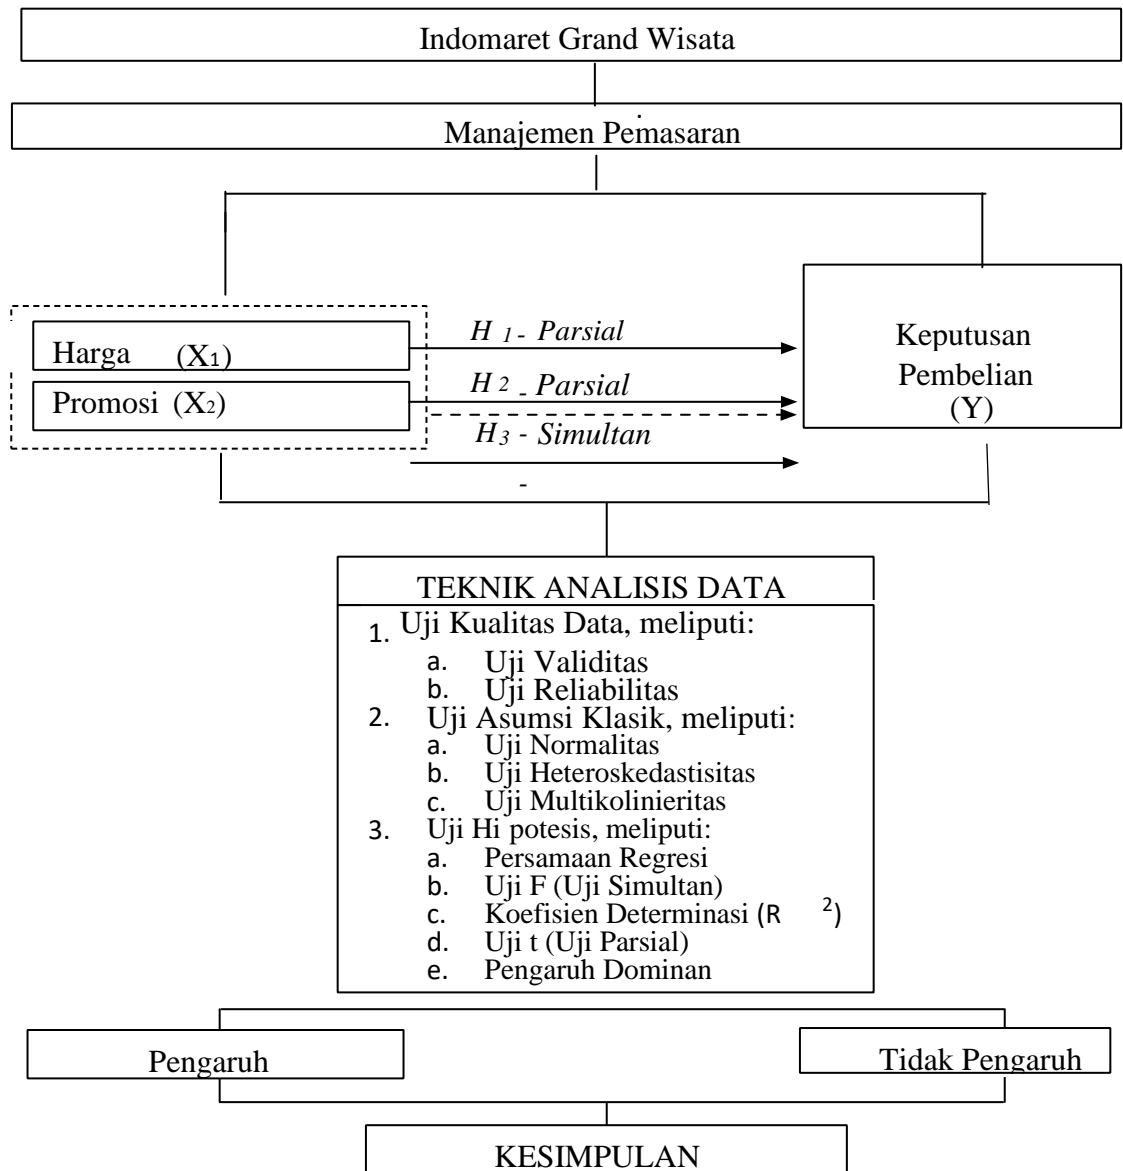 Indomaret Grand Wisata
Manajemen Pemasaran
Harga (X1)
Promosi (X2)
H 1 - Parsial
H 2 - Parsial
H3 - Simultan
-
Keputusan
Pembelian
(Y)
TEKNIK ANALISIS DATA
1. Uji Kualitas Data, meliputi:
a. Uji Validitas
b. Uji Reliabilitas
2. Uji Asumsi Klasik, meliputi:
a. Uji Normalitas
b. Uji Heteroskedastisitas
c. Uji Multikolinieritas
3. Uji Hi potesis, meliputi:
a. Persamaan Regresi
b. Uji F (Uji Simultan)
c. Koefisien Determinasi (R 2)
d. Uji t (Uji Parsial)
e. Pengaruh Dominan
Pengaruh
Tidak Pengaruh
KESIMPULAN